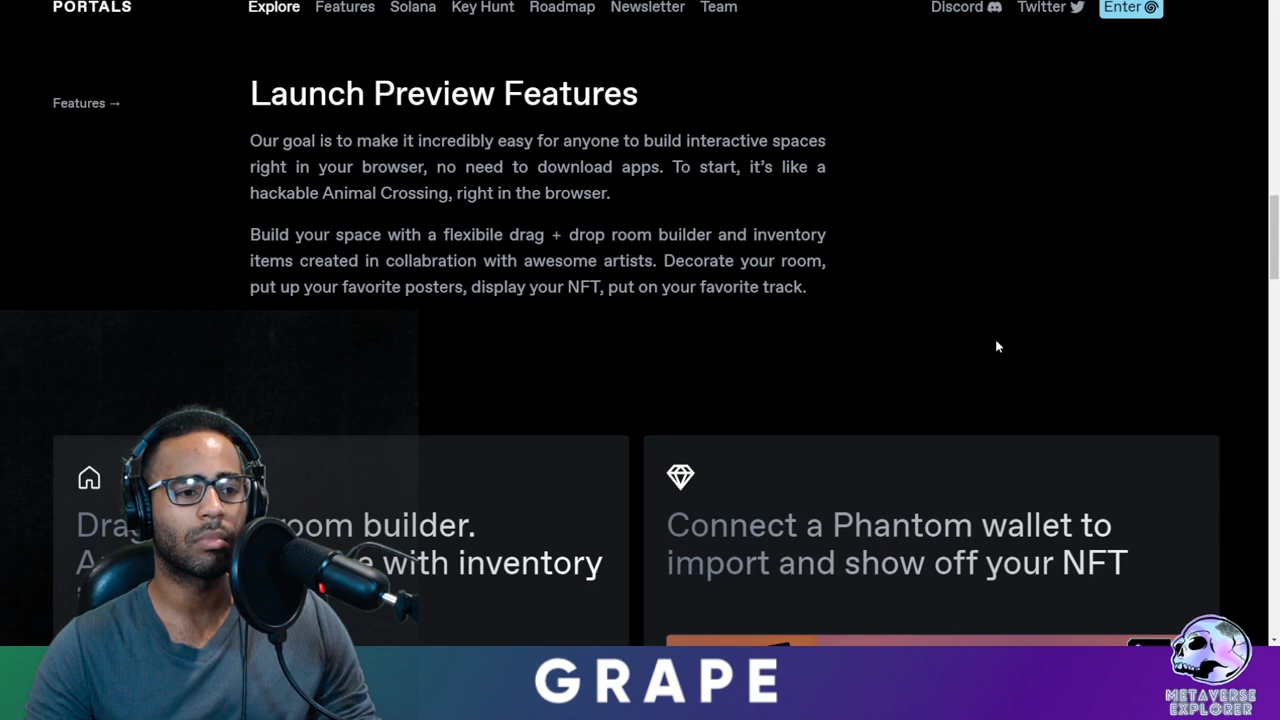 PORTALS
Explore Features Solana Key Hunt Roadmap Newsletter Team
Discord Twitter Enter
Features →
Launch Preview Features
Our goal is to make it incredibly easy for anyone to build interactive spaces
right in your browser, no need to download apps. To start, it's like a
hackable Animal Crossing, right in the browser.
Build your space with a flexibile drag + drop room builder and inventory
items created in collabration with awesome artists. Decorate your room,
put up your favorite posters, display your NFT, put on your favorite track.
room builder.
with inventory
Connect a Phantom wallet to
import and show off your NFT
GRAPE
METAVERSE
EXPLORER